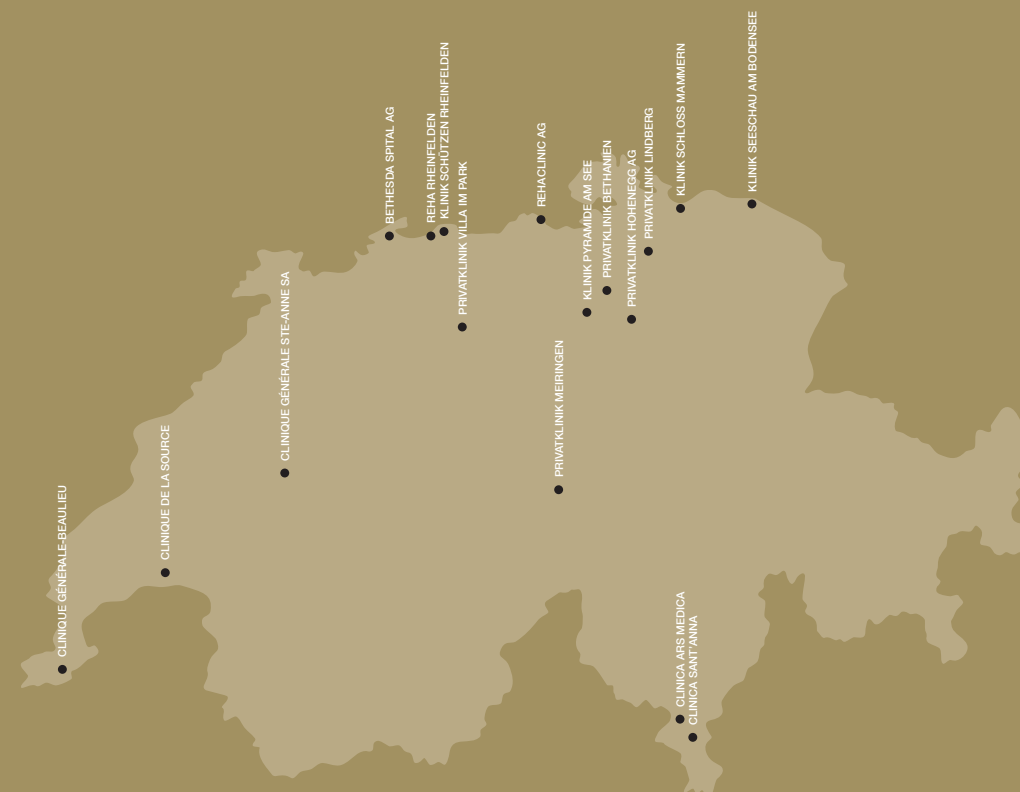 CLINIQUE GÉNÉRALE-BEAULIEU
CLINIQUE DE LA SOURCE
CLINIQUE GÉNÉRALE STE-ANNE SA
BETHESDA SPITAL AG
REHA RHEINFELDEN
KLINIK SCHÜTZEN RHEINFELDEN
PRIVATKLINIK VILLA IM PARK
REHACLINIC AG
PRIVATKLINIK MEIRINGEN
KLINIK PYRAMIDE AM SEE
PRIVATKLINIK BETHANIEN
PRIVATKLINIK HOHENEGG AG
PRIVATKLINIK LINDBERG
KLINIK SCHLOSS MAMMERN
CLINICA ARS MEDICA
CLINICA SANT'ANNA
KLINIK SEESCHAU AM BODENSEE